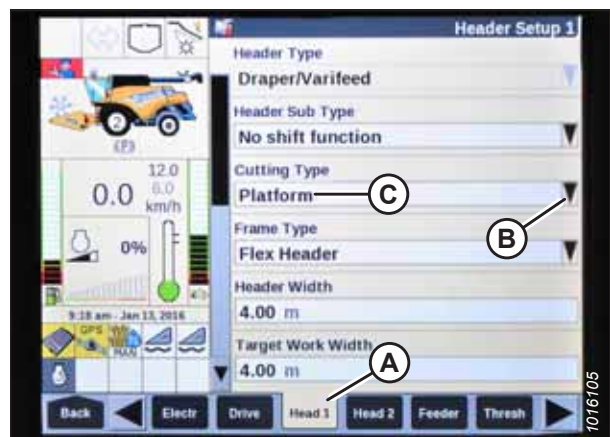 Header Setup 1
Header Type
Draper/Varifeed
Header Sub Type
No shift function
Cutting Type
Platform
C
B
Frame Type
Flex Header
Header Width
4.00 m
Target Work Width
4.00 m
A
2
(P)
12.0
0.0
6.0
km/h
0%
9:18 am - Jan 13, 2016
GPS
MAN
Back
Electr
Drive
Head 1
Head 2
Feeder
Thresh
1016105